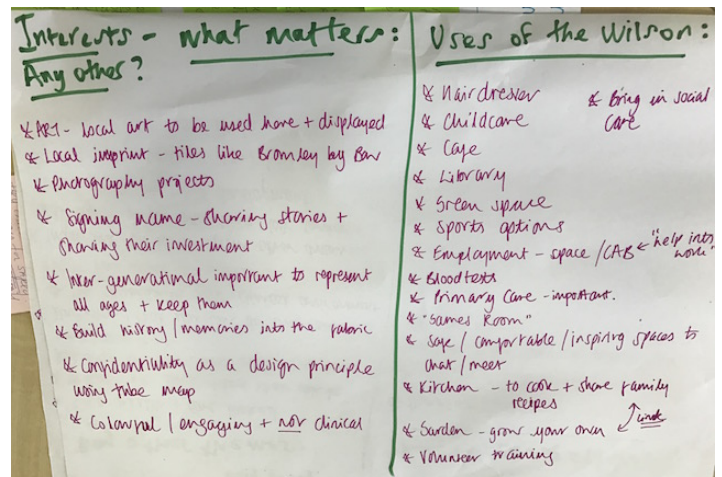 Interests - what matters:
Any other?
* ART - local art to be used here + displayed
* Local imprint - tiles like Bromley by Bow
* Photography projects
* Signing name - sharing stories +
sharing their investment
* Inter-generational important to represent
all ages + keep them
* Build history/memories into the fabric
* Confidentiality as a design principle
using tube map
* Colourful / engaging + not clinical
Uses of the Wilson:
* Hairdresser
* Bring in social
care
* Childcare
* Cafe
* Library
* Green space
* Sports options
* Employment - space / CAB ← "help into
work"
* Blood tests
* Primary Care - important.
* "Games Room"
* Safe / comfortable / inspiring spaces to
chat / meet
* Kitchen - to cook + share family
recipes
link
* Garden - grow your own
* Volunteer training